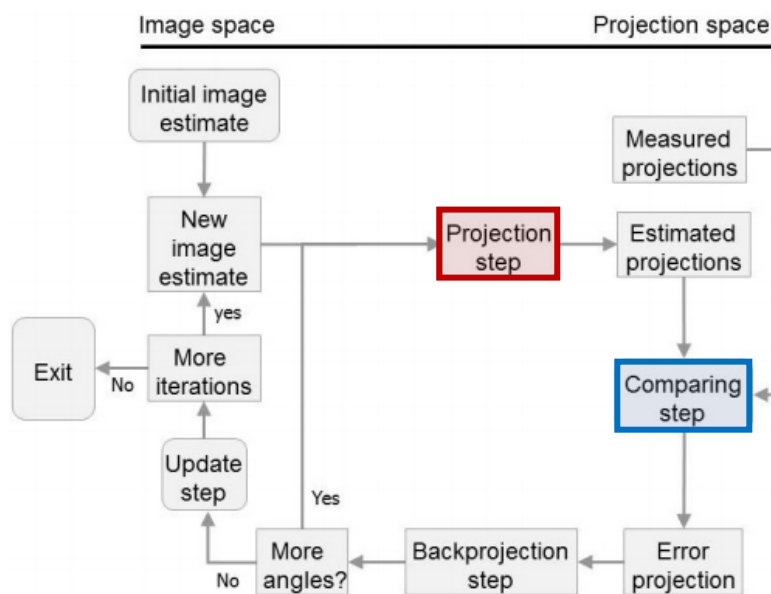 Image space
Projection space
Initial image
estimate
Measured
projections
New
image
estimate
Projection
step
Estimated
projections
yes
Exit
No
More
iterations
Comparing
step
Update
step
Yes
No
More
angles?
Backprojection
step
Error
projection